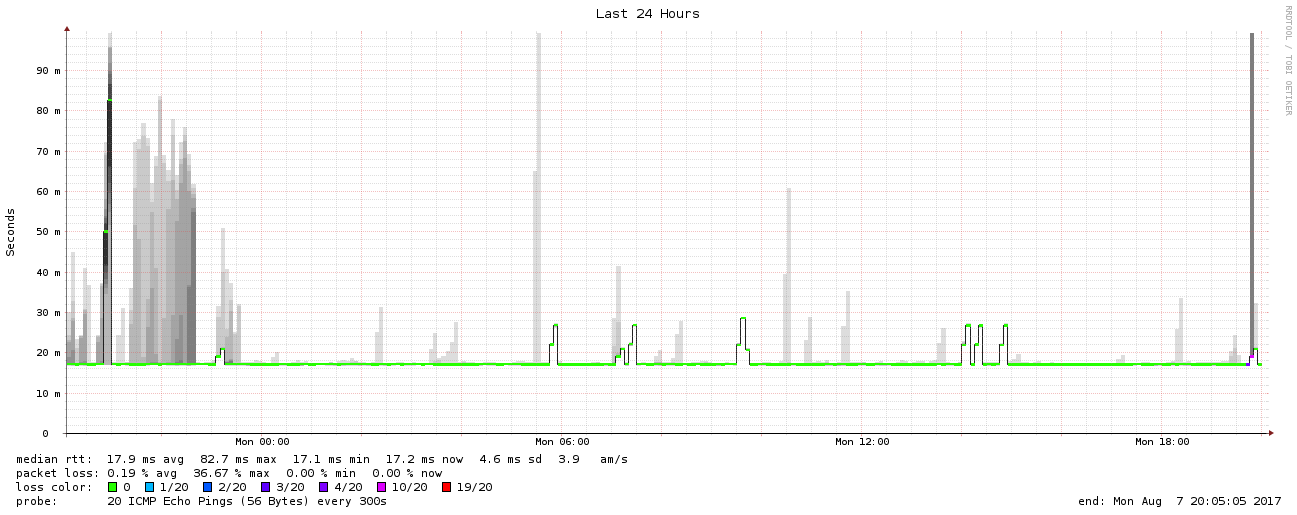 Last 24 Hours
RRDTOOL / TOBI OETIKER
Seconds
90 m
80 m
70 m
60 m
50 m
40 m
30 m
20 m
10 m
0
Mon 00:00 Mon 06:00 Mon 12:00 Mon 18:00
median rtt: 17.9 ms avg 82.7 ms max 17.1 ms min 17.2 ms now 4.6 ms sd 3.9 am/s
packet loss: 0.19 % avg 36.67 % max 0.00 % min 0.00 % now
loss color: 0 1/20 2/20 3/20 4/20 10/20 19/20
probe: 20 ICMP Echo Pings (56 Bytes) every 300s end: Mon Aug 7 20:05:05 2017